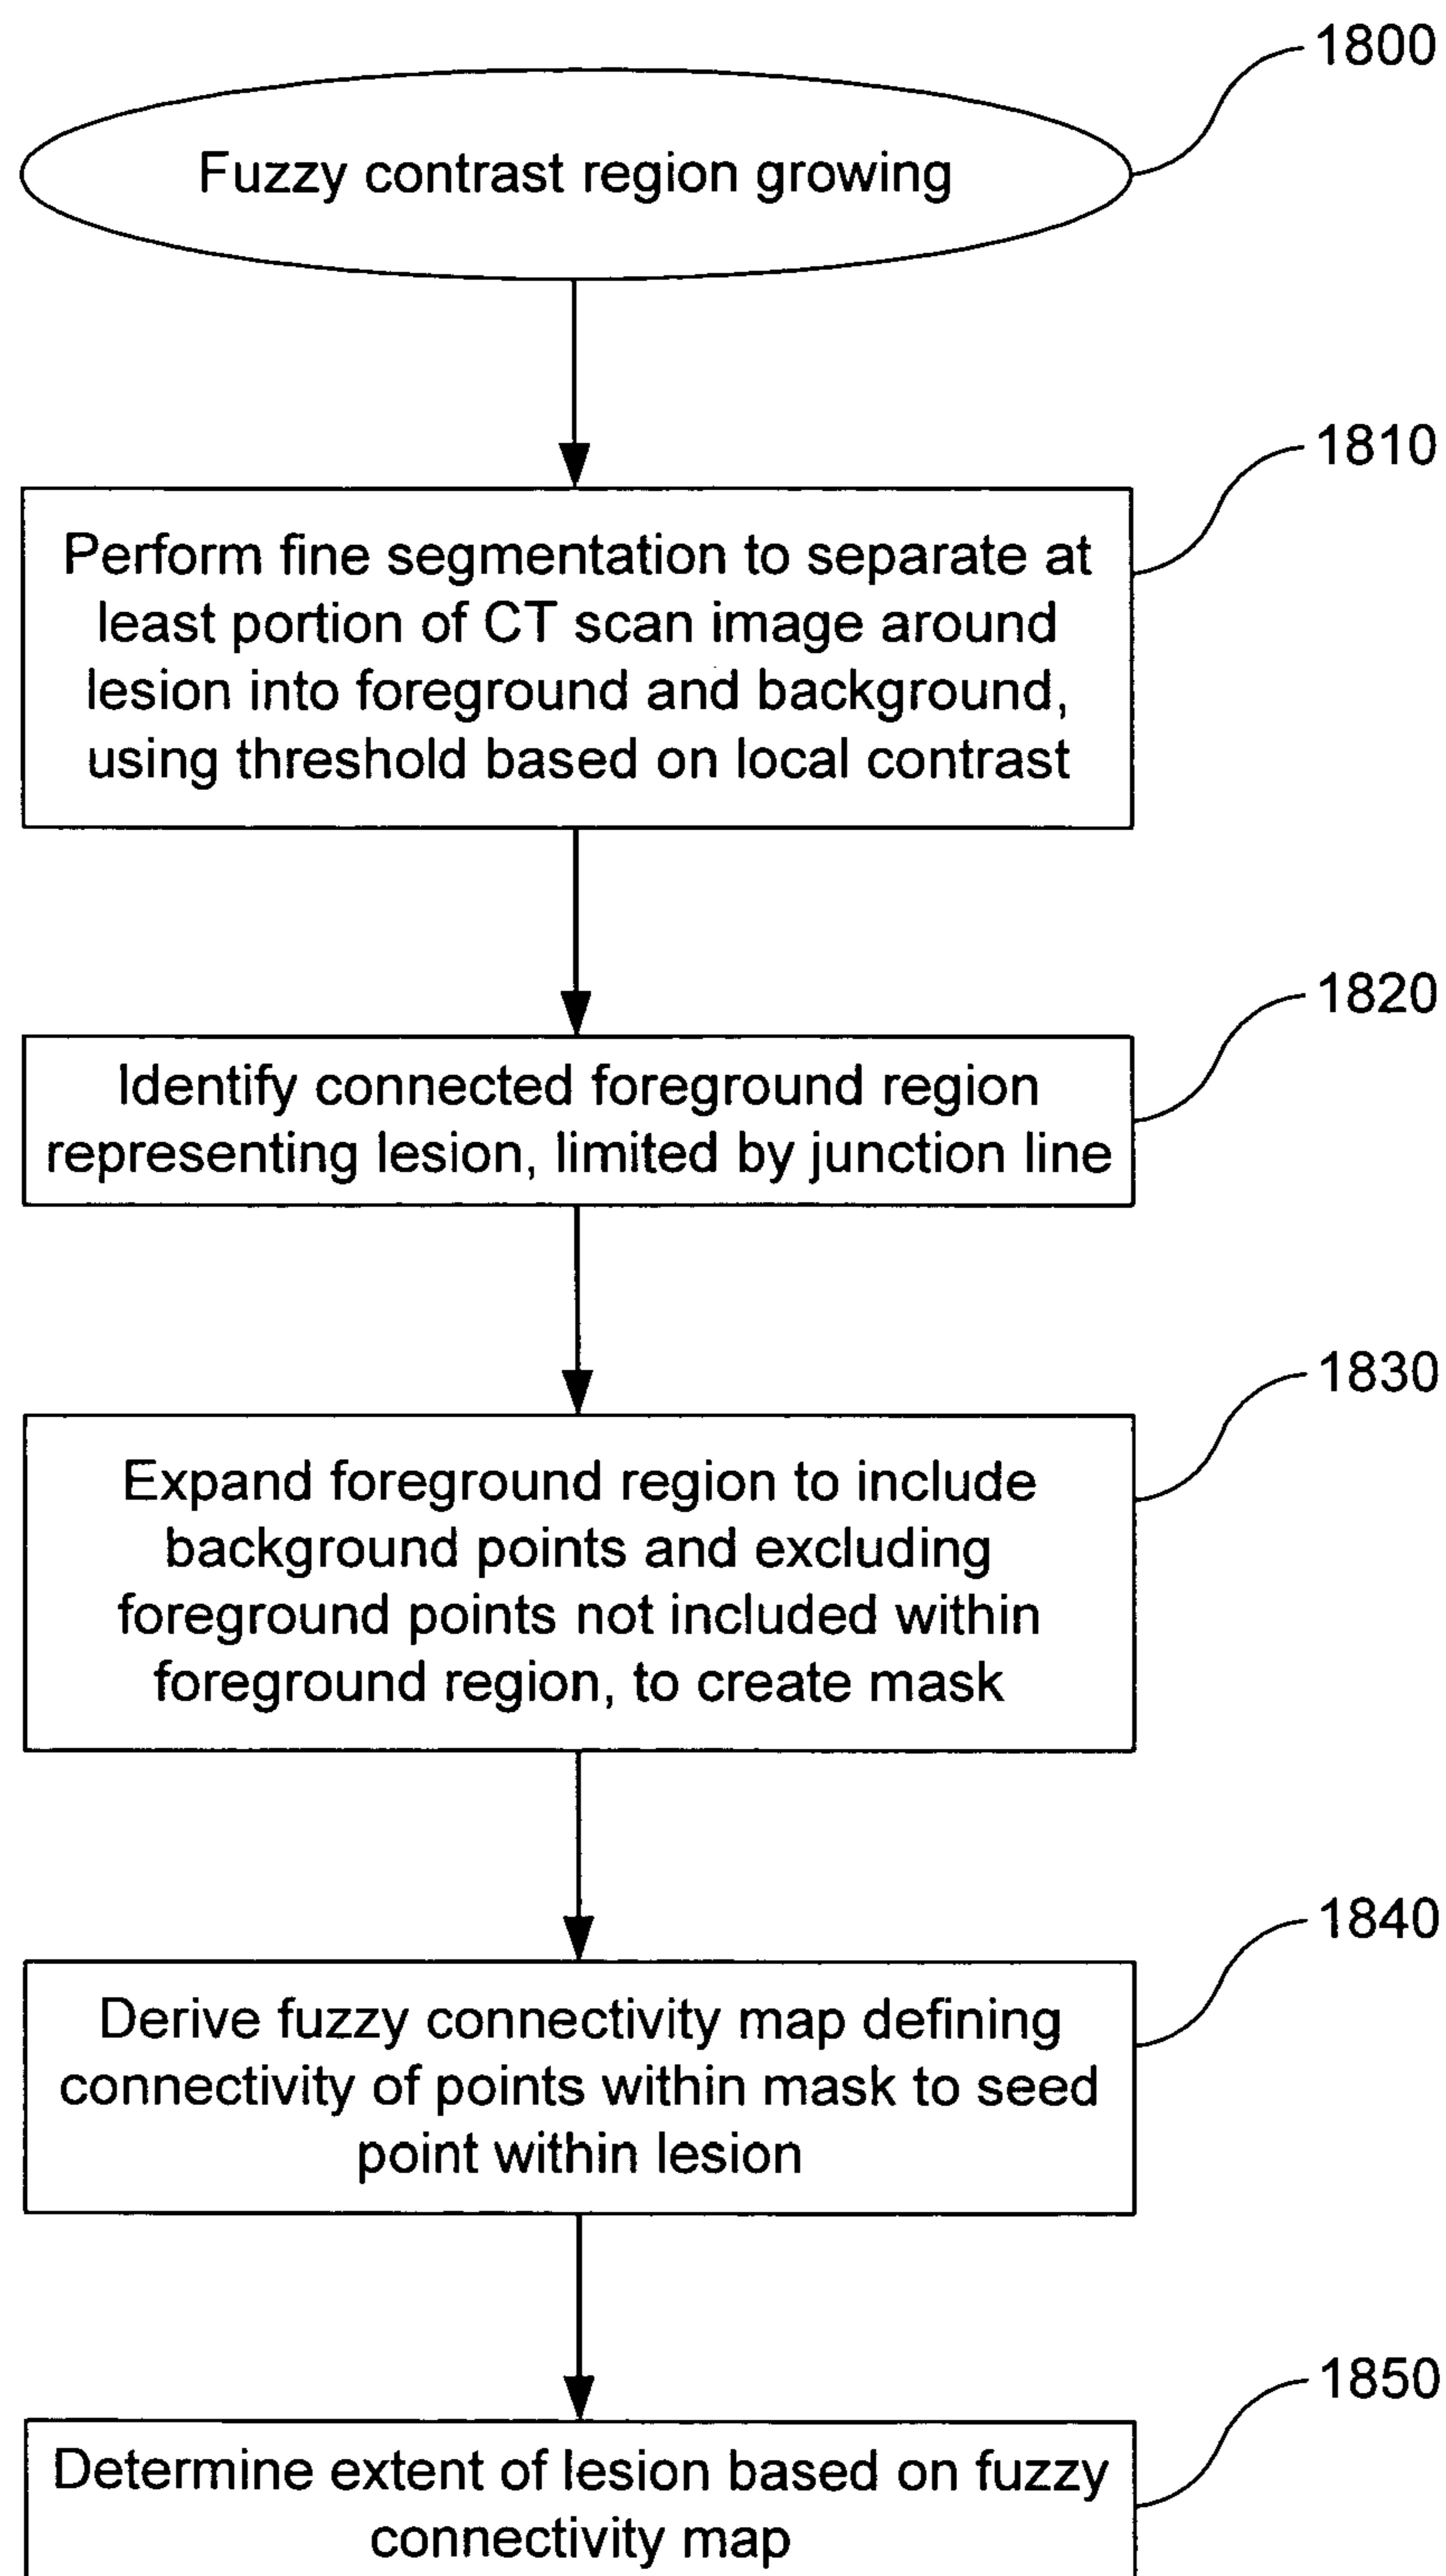 1800
Fuzzy contrast region growing
1810
Perform fine segmentation to separate at
least portion of CT scan image around
lesion into foreground and background,
using threshold based on local contrast
1820
Identify connected foreground region
representing lesion, limited by junction line
1830
Expand foreground region to include
background points and excluding
foreground points not included within
foreground region, to create mask
1840
Derive fuzzy connectivity map defining
connectivity of points within mask to seed
point within lesion
1850
Determine extent of lesion based on fuzzy
connectivity map